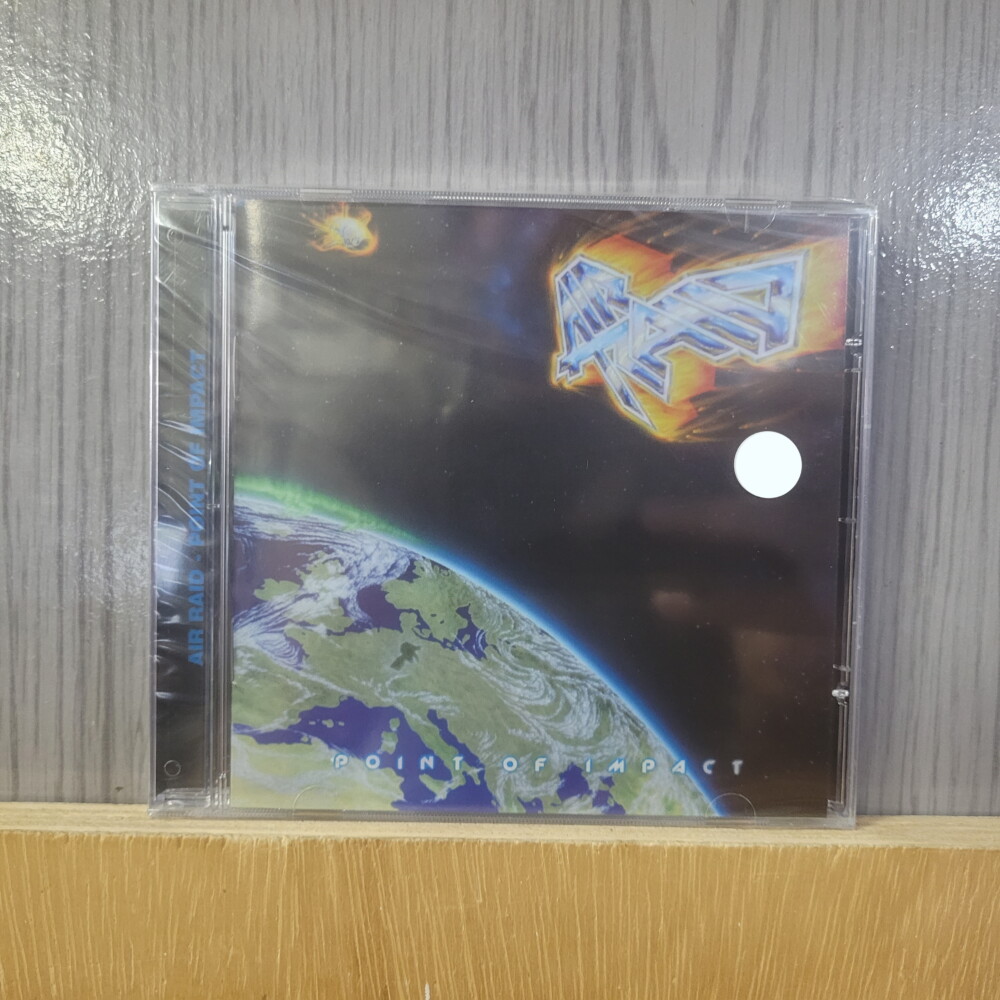 AIR RAID - POINT OF IMPACT
AIR
RAID
POINT OF IMPACT